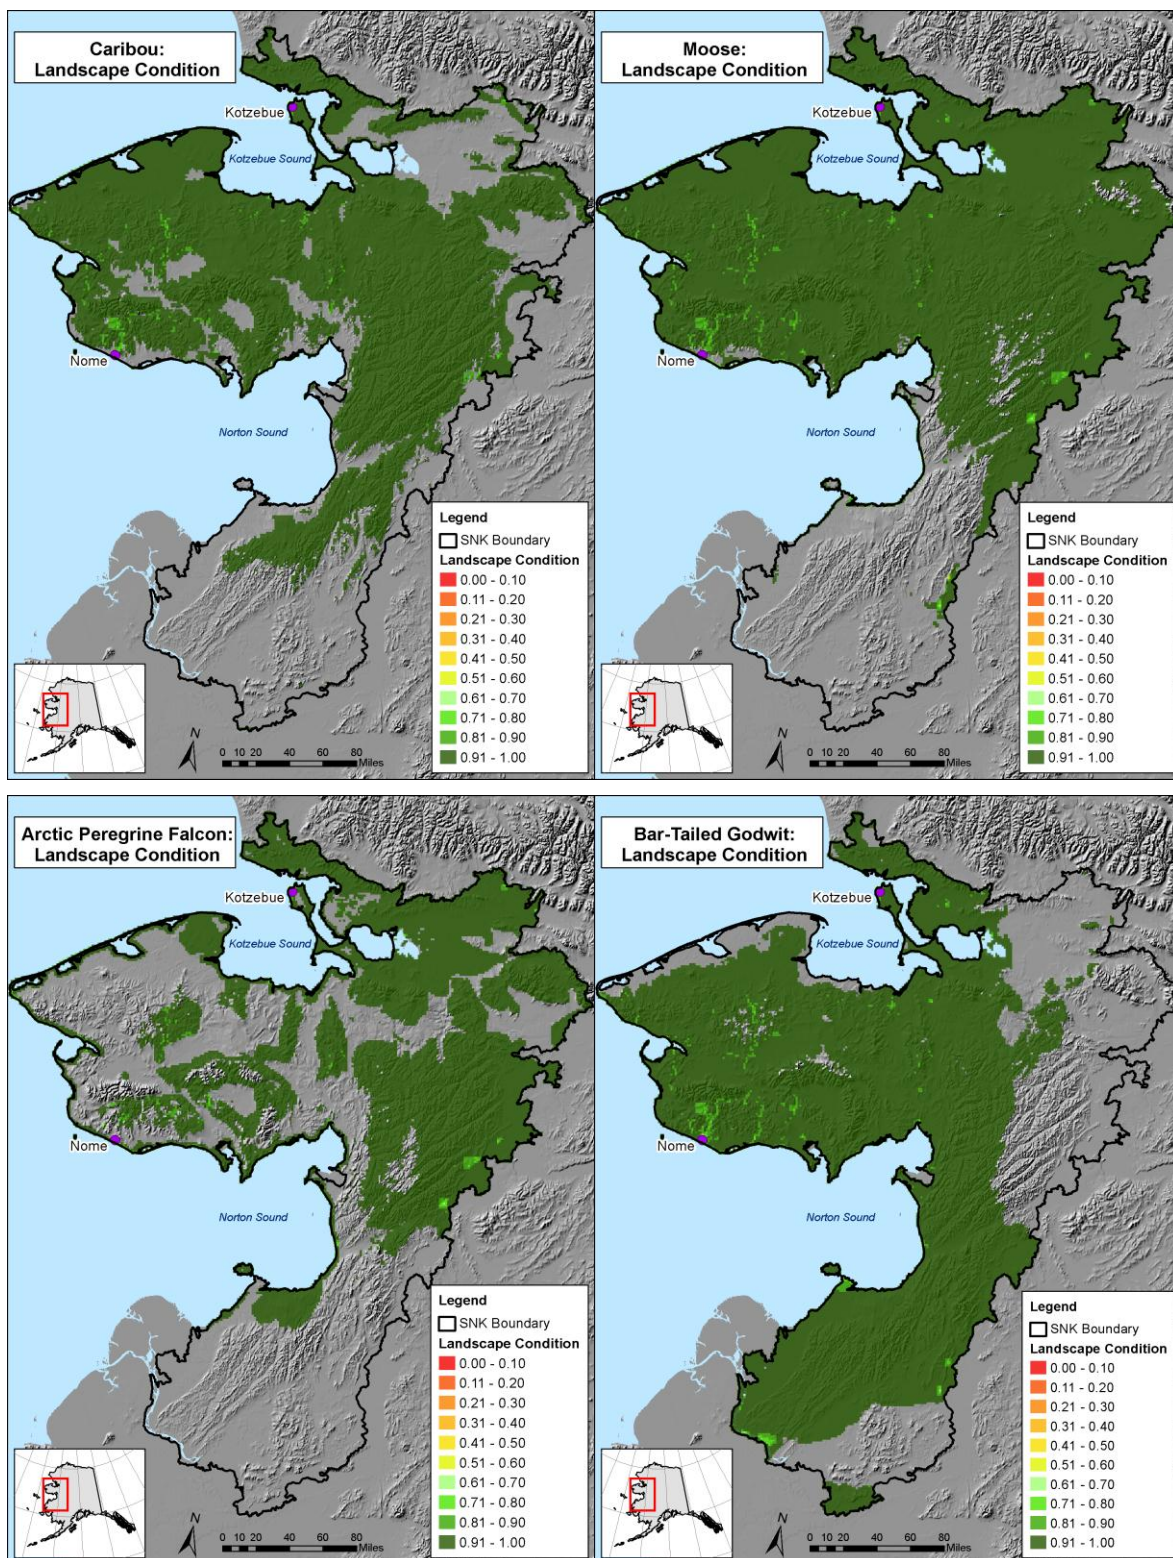 Caribou:
Landscape Condition
Kotzebue
Kotzebue Sound
Nome
Norton Sound
Legend
SNK Boundary
Landscape Condition
0.00 - 0.10
0.11 - 0.20
0.21 - 0.30
0.31 - 0.40
0.41 - 0.50
0.51 - 0.60
0.61 - 0.70
0.71 - 0.80
0.81 - 0.90
0.91 - 1.00
N
0 10 20 40 60 80
Miles
Moose:
Landscape Condition
Kotzebue
Kotzebue Sound
Nome
Norton Sound
Legend
SNK Boundary
Landscape Condition
0.00 - 0.10
0.11 - 0.20
0.21 - 0.30
0.31 - 0.40
0.41 - 0.50
0.51 - 0.60
0.61 - 0.70
0.71 - 0.80
0.81 - 0.90
0.91 - 1.00
N
0 10 20 40 60 80
Miles
Arctic Peregrine Falcon:
Landscape Condition
Kotzebue
Kotzebue Sound
Nome
Norton Sound
Legend
SNK Boundary
Landscape Condition
0.00 - 0.10
0.11 - 0.20
0.21 - 0.30
0.31 - 0.40
0.41 - 0.50
0.51 - 0.60
0.61 - 0.70
0.71 - 0.80
0.81 - 0.90
0.91 - 1.00
N
0 10 20 40 60 80
Miles
Bar-Tailed Godwit:
Landscape Condition
Kotzebue
Kotzebue Sound
Nome
Norton Sound
Legend
SNK Boundary
Landscape Condition
0.00 - 0.10
0.11 - 0.20
0.21 - 0.30
0.31 - 0.40
0.41 - 0.50
0.51 - 0.60
0.61 - 0.70
0.71 - 0.80
0.81 - 0.90
0.91 - 1.00
N
0 10 20 40 60 80
Miles